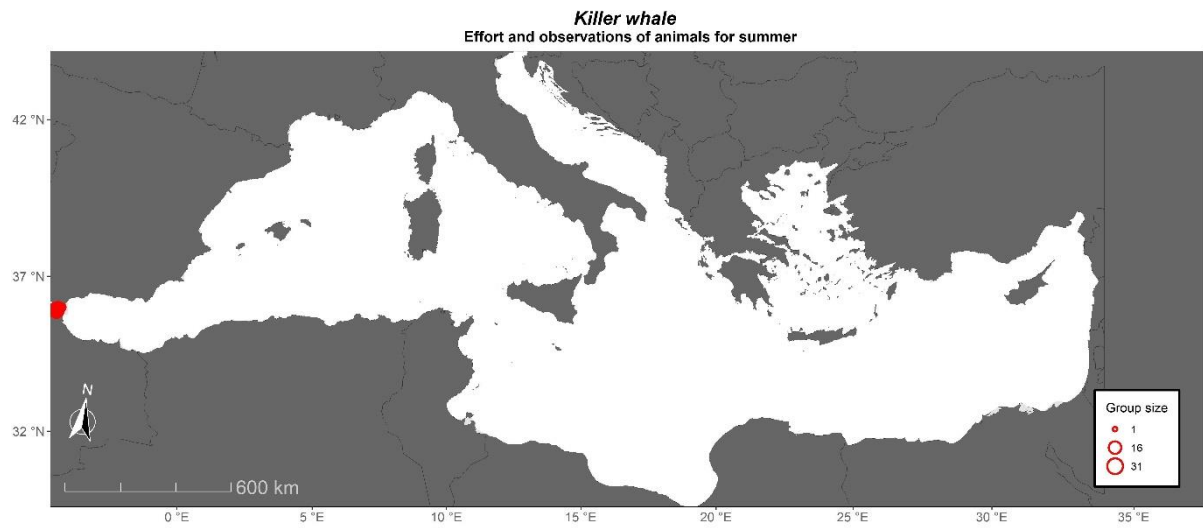 Killer whale
Effort and observations of animals for summer
42 °N
37 °N
32 °N
N
600 km
Group size
1
16
31
0 °E
5 °E
10 °E
15 °E
20 °E
25 °E
30 °E
35 °E